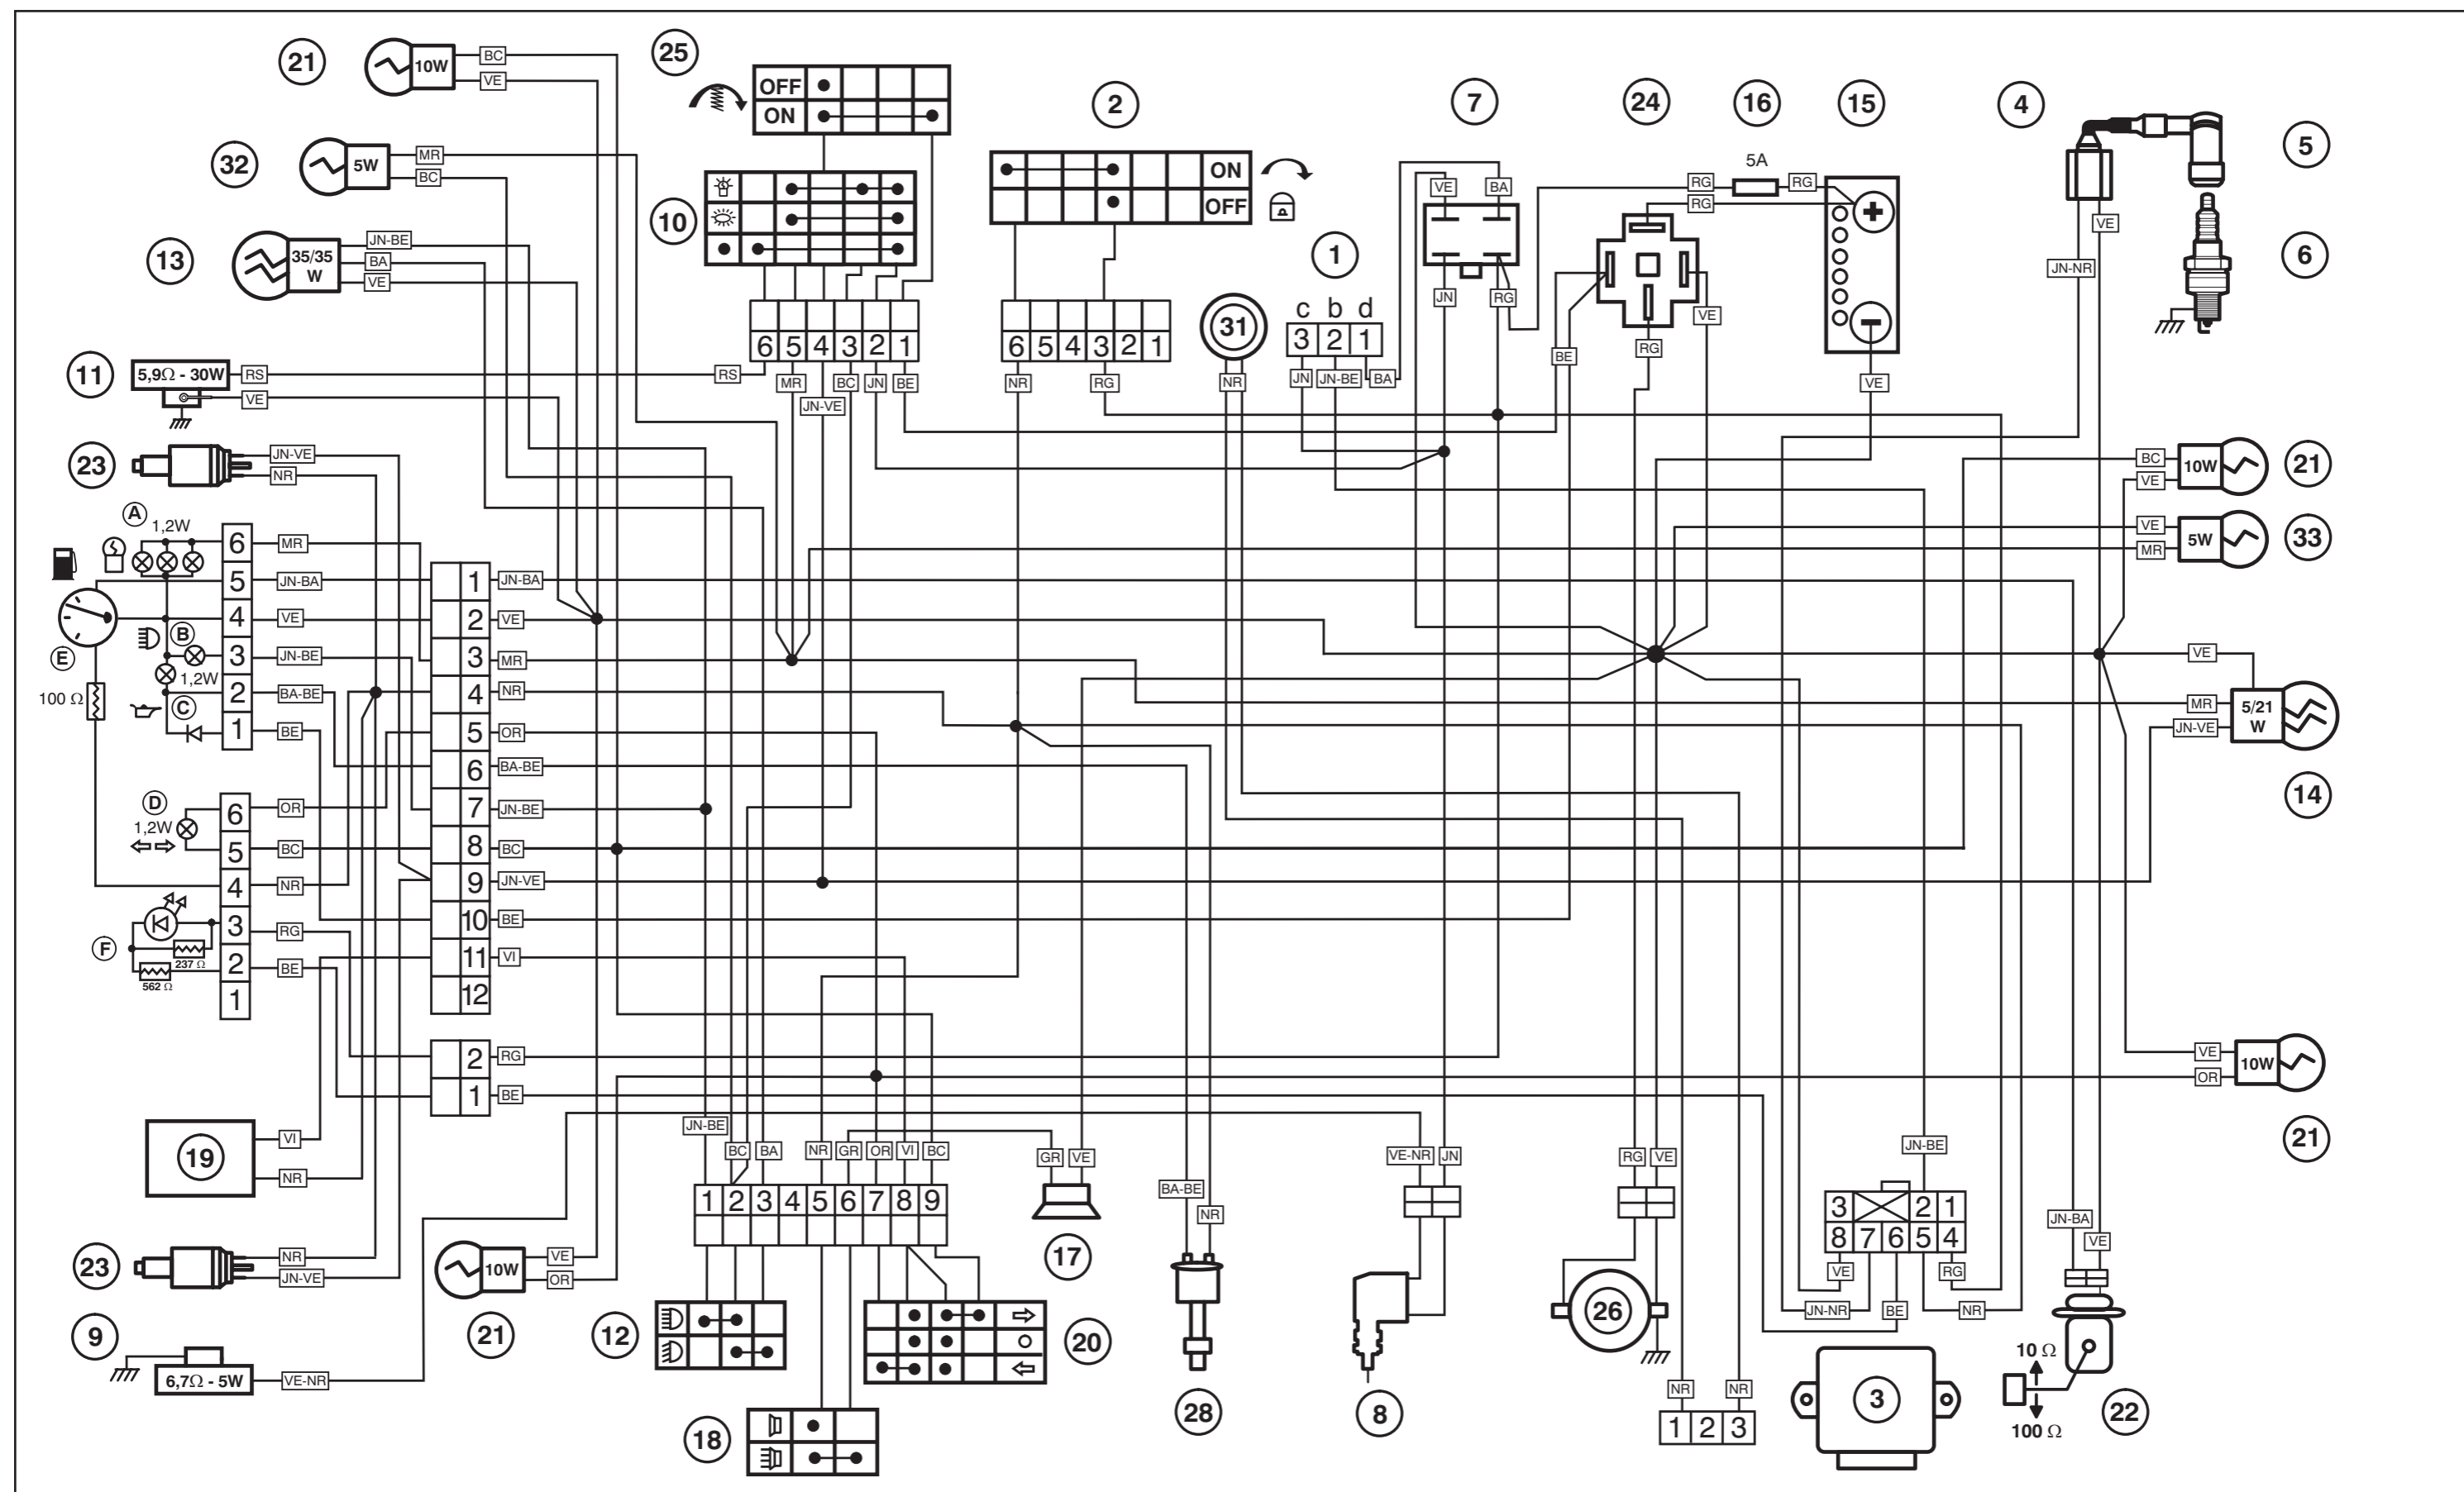 21
10W
BC
VE
25
OFF
ON
2
ON
OFF
7
VE
BA
24
16
5A
RG
RG
RG
15
4
5
6
VE
JN-NR
32
5W
MR
BC
10
13
35/35
W
JN-BE
BA
VE
JN
RG
1
c b d
3 2 1
JN
JN-BE
BA
31
NR
BE
RG
VE
VE
6 5 4 3 2 1
6 5 4 3 2 1
11
5,9Ω - 30W
RS
VE
RS
MR
JN-VE
BC
JN
BE
NR
RG
23
JN-VE
NR
BC
VE
10W
21
VE
MR
5W
33
A
1,2W
6
MR
5
JN-BA
4
VE
B
3
JN-BE
1,2W
2
BA-BE
C
1
BE
E
100 Ω
1
JN-BA
2
VE
3
MR
4
NR
5
OR
6
BA-BE
7
JN-BE
8
BC
9
JN-VE
10
BE
11
VI
12
VE
MR
JN-VE
5/21
W
14
D
1,2W
6
OR
5
BC
4
NR
3
RG
F
237 Ω
562 Ω
2
BE
1
2
RG
1
BE
VE
OR
10W
21
19
VI
NR
JN-BE
BC
BA
NR
GR
OR
VI
BC
GR
VE
1 2 3 4 5 6 7 8 9
17
BA-BE
NR
VE-NR
JN
RG
VE
JN-BE
3 2 1
8 7 6 5 4
VE
RG
JN-NR
BE
NR
JN-BA
VE
23
NR
JN-VE
10W
VE
OR
21
9
6,7Ω - 5W
VE-NR
12
20
18
28
8
26
NR
NR
1 2 3
3
10 Ω
100 Ω
22